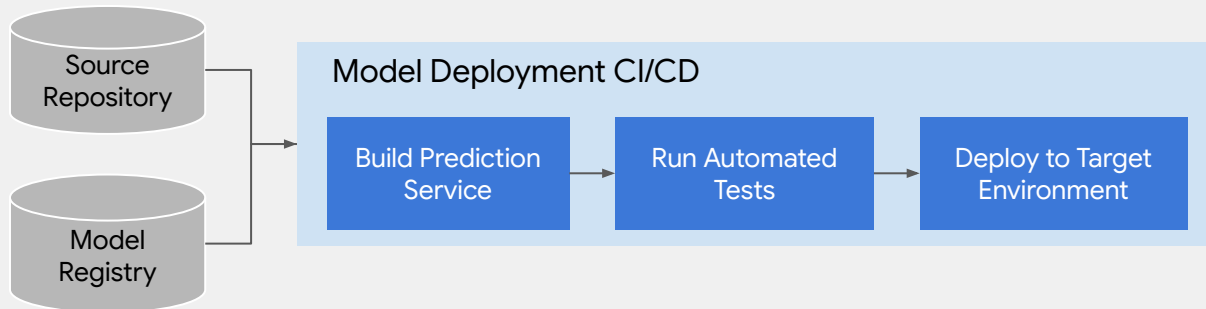 Source
Repository
Model
Registry
Model Deployment CI/CD
Build Prediction
Service
Run Automated
Tests
Deploy to Target
Environment